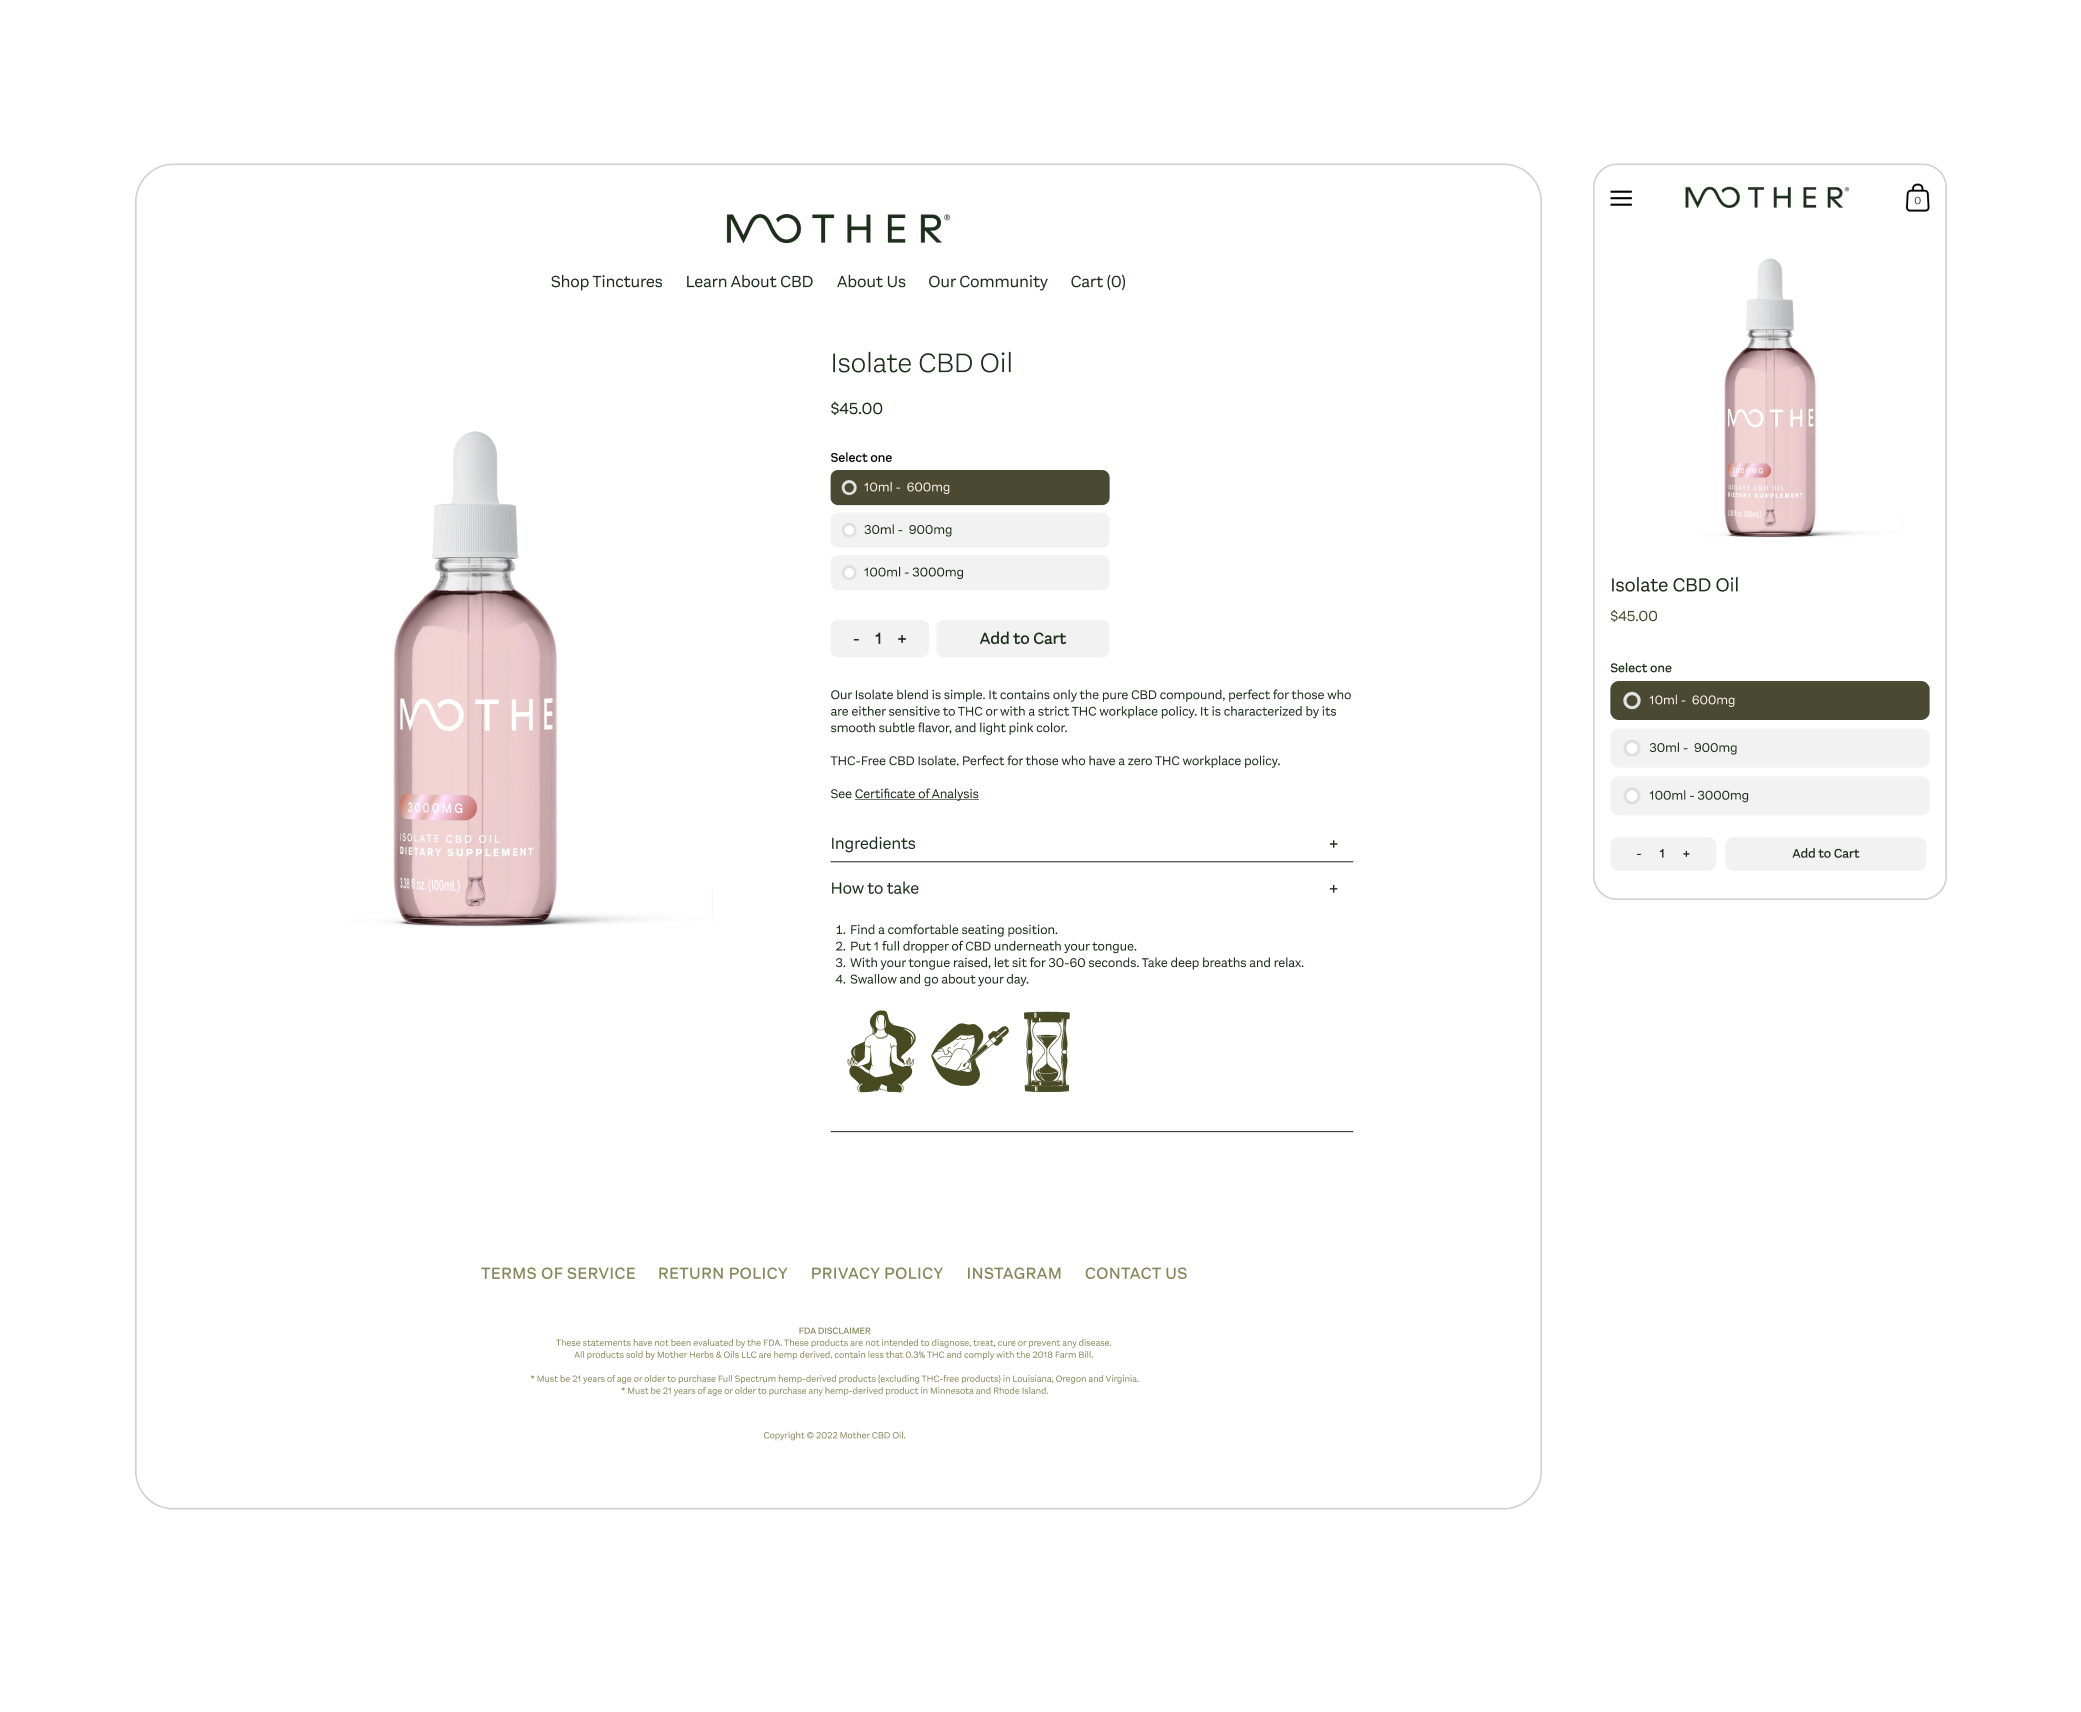 MOTHER®
Shop Tinctures Learn About CBD About Us Our Community Cart (0)
MOTHE
3000MG
ISOLATE CBD OIL
DIETARY SUPPLEMENT
3.38 fl oz. (100mL)
Isolate CBD Oil
$45.00
Select one
10ml - 600mg
30ml - 900mg
100ml - 3000mg
- 1 +
Add to Cart
Our Isolate blend is simple. It contains only the pure CBD compound, perfect for those who
are either sensitive to THC or with a strict THC workplace policy. It is characterized by its
smooth subtle flavor, and light pink color.
THC-Free CBD Isolate. Perfect for those who have a zero THC workplace policy.
See Certificate of Analysis
Ingredients +
How to take +
1. Find a comfortable seating position.
2. Put 1 full dropper of CBD underneath your tongue.
3. With your tongue raised, let sit for 30-60 seconds. Take deep breaths and relax.
4. Swallow and go about your day.
TERMS OF SERVICE RETURN POLICY PRIVACY POLICY INSTAGRAM CONTACT US
FDA DISCLAIMER
These statements have not been evaluated by the FDA. These products are not intended to diagnose, treat, cure or prevent any disease.
All products sold by Mother Herbs & Oils LLC are hemp derived, contain less that 0.3% THC and comply with the 2018 Farm Bill.
* Must be 21 years of age or older to purchase Full Spectrum hemp-derived products (excluding THC-free products) in Louisiana, Oregon and Virginia.
* Must be 21 years of age or older to purchase any hemp-derived product in Minnesota and Rhode Island.
Copyright © 2022 Mother CBD Oil.
MOTHER®
0
MOTHE
3000MG
ISOLATE CBD OIL
DIETARY SUPPLEMENT
3.38 fl oz. (100mL)
Isolate CBD Oil
$45.00
Select one
10ml - 600mg
30ml - 900mg
100ml - 3000mg
- 1 +
Add to Cart